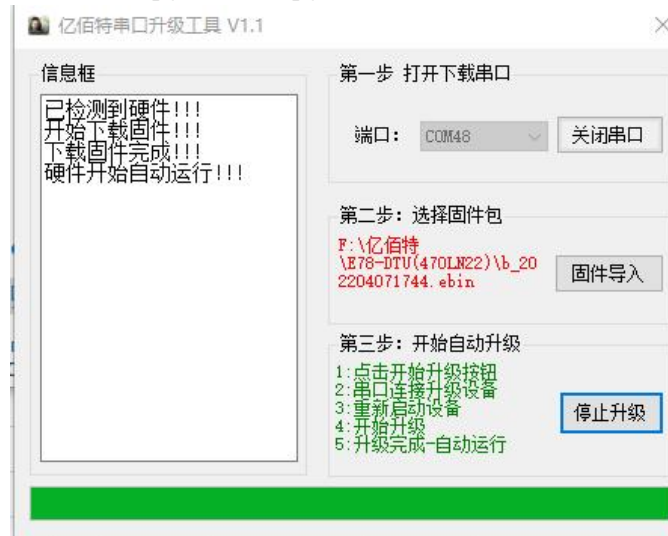 亿佰特串口升级工具 V1.1
信息框
已检测到硬件!!!
开始下载固件!!!
下载固件完成!!!
硬件开始自动运行!!!
第一步 打开下载串口
端口: COM48 关闭串口
第二步: 选择固件包
F:\亿佰特
\E78-DTU(470LN22)\b_20
2204071744.ebin
固件导入
第三步: 开始自动升级
1:点击开始升级按钮
2:串口连接升级设备
3:重新启动设备
4:开始升级
5:升级完成-自动运行
停止升级